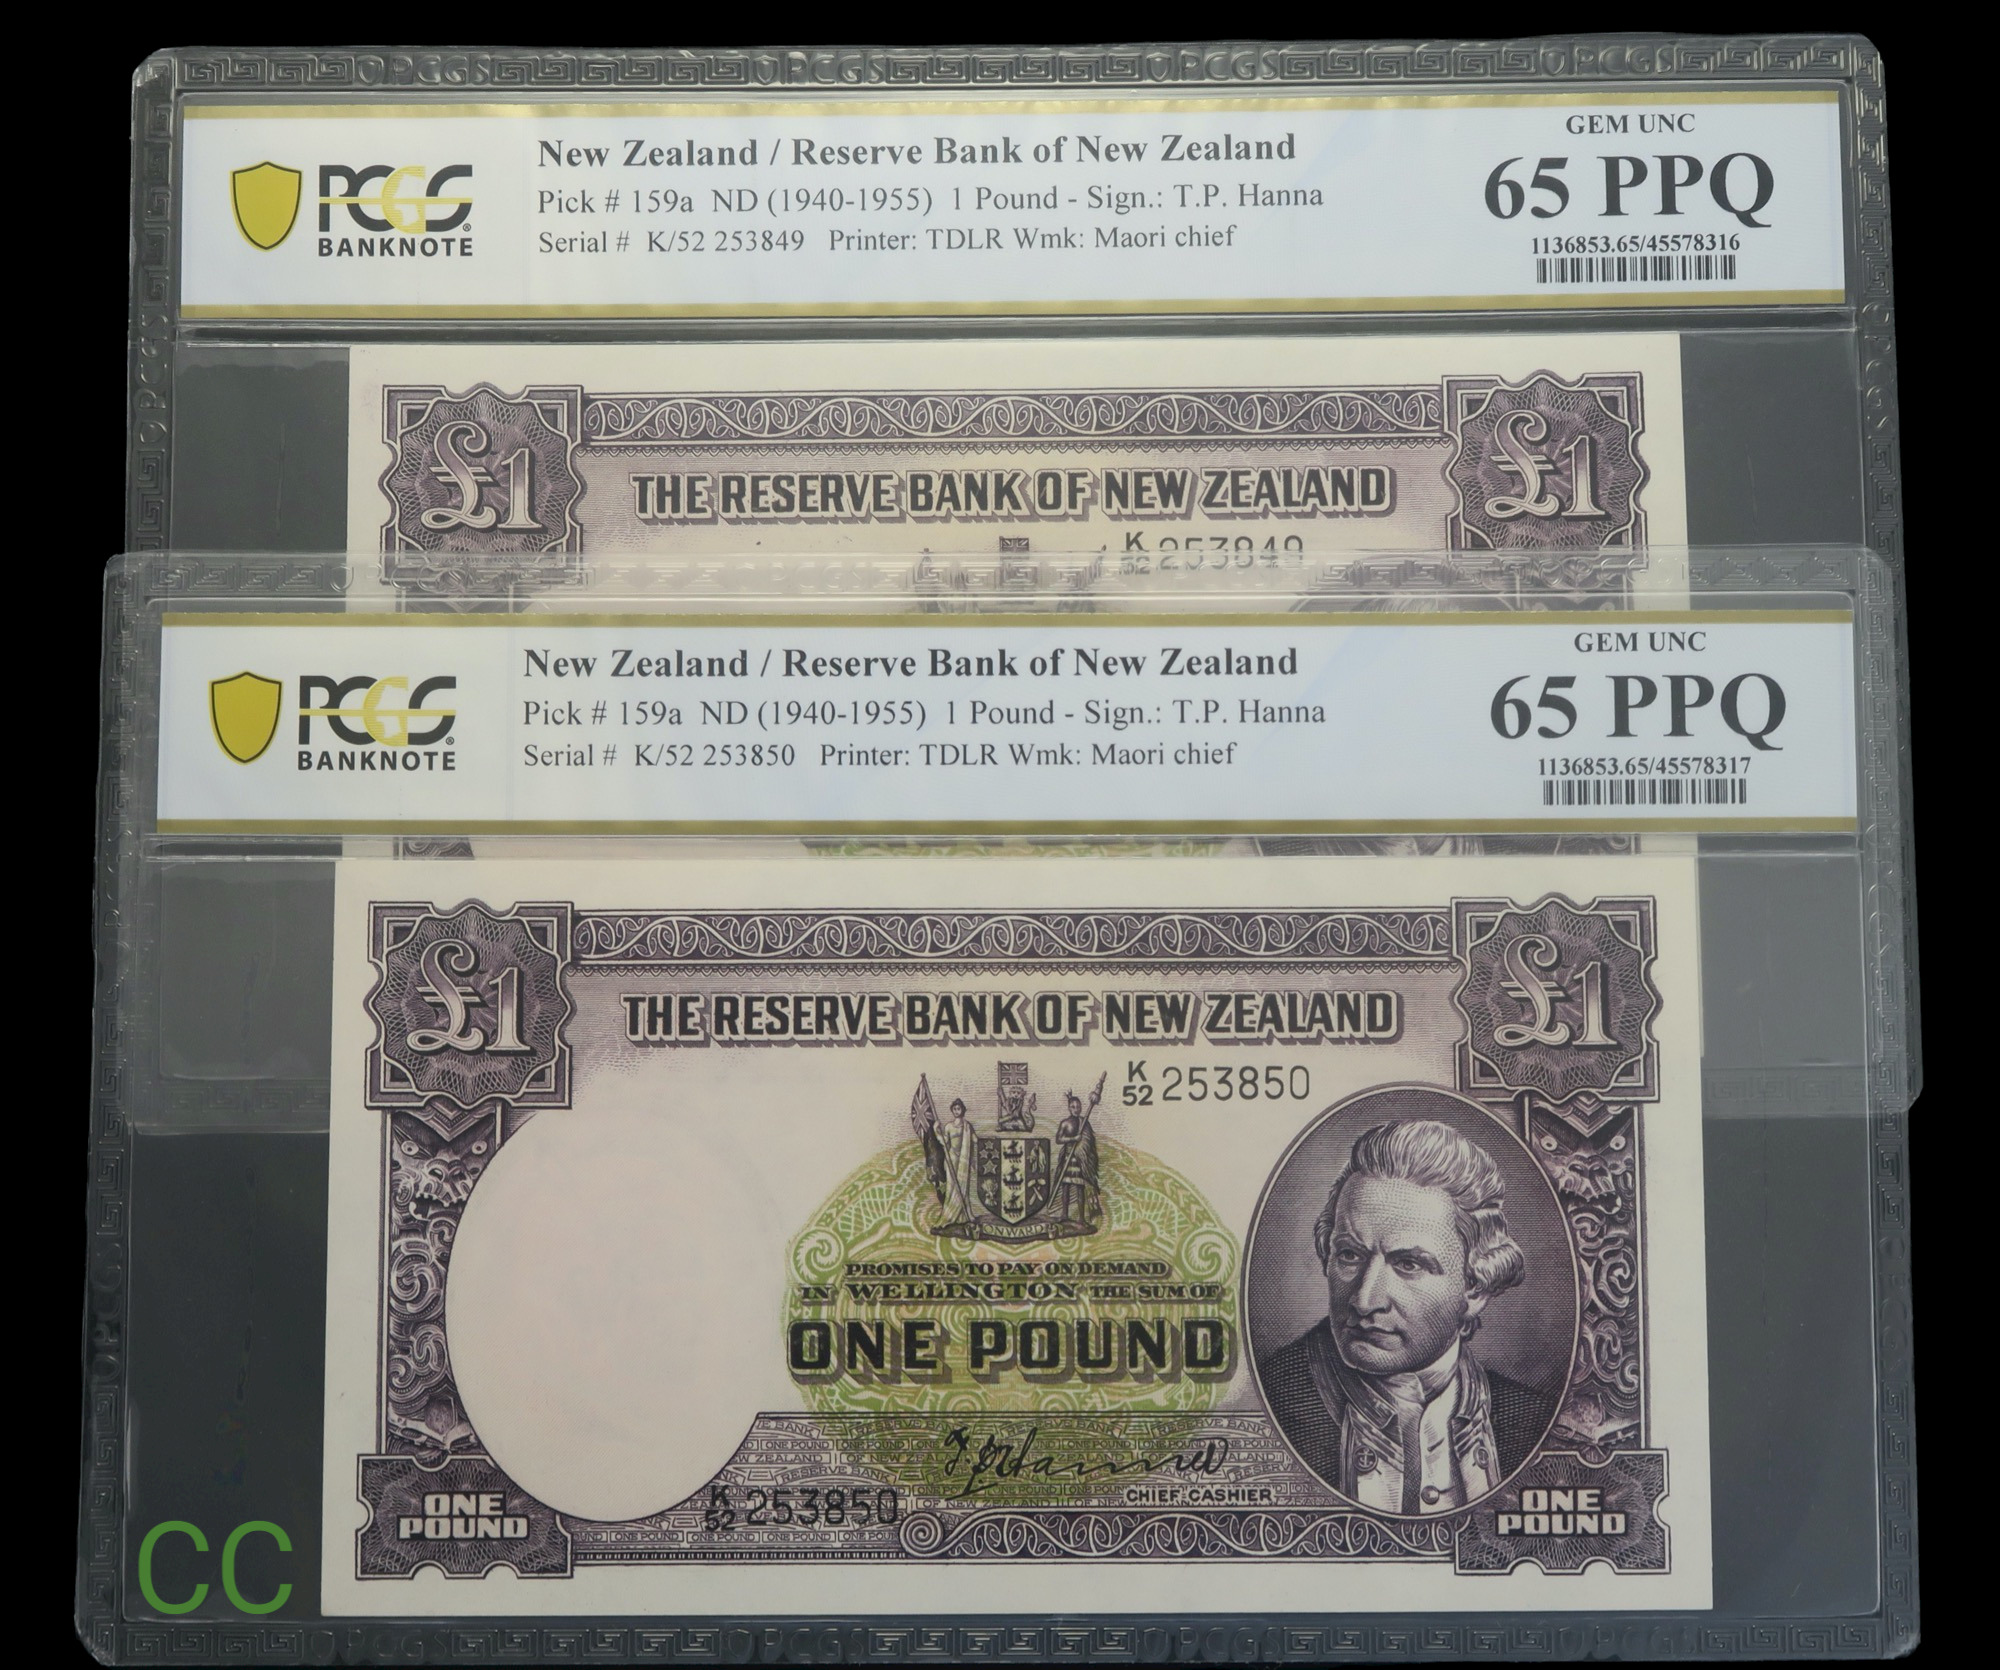 PCGS BANKNOTE
New Zealand / Reserve Bank of New Zealand
Pick # 159a ND (1940-1955) 1 Pound - Sign.: T.P. Hanna
Serial # K/52 253849 Printer: TDLR Wmk: Maori chief
GEM UNC
65 PPQ
1136853.65/45578316
£1
THE RESERVE BANK OF NEW ZEALAND
£1
K/52 253849
PCGS BANKNOTE
New Zealand / Reserve Bank of New Zealand
Pick # 159a ND (1940-1955) 1 Pound - Sign.: T.P. Hanna
Serial # K/52 253850 Printer: TDLR Wmk: Maori chief
GEM UNC
65 PPQ
1136853.65/45578317
£1
THE RESERVE BANK OF NEW ZEALAND
£1
K/52 253850
ONWARD
PROMISES TO PAY ON DEMAND
IN WELLINGTON THE SUM OF
ONE POUND
CHIEF CASHIER
K/52 253850
ONE
POUND
ONE
POUND
CC